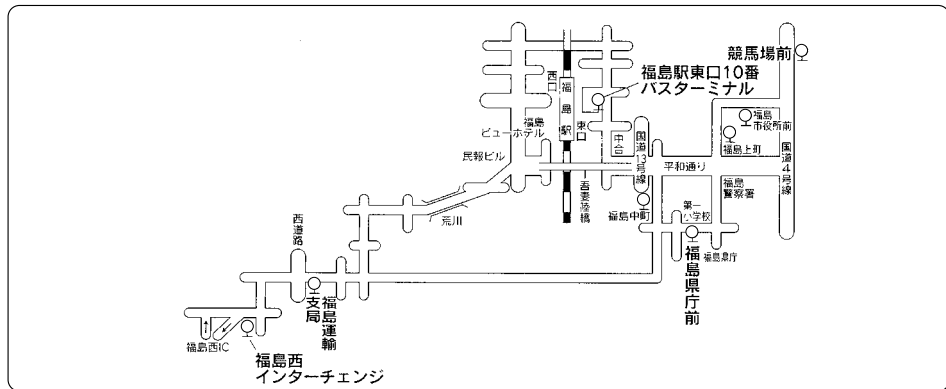 競馬場前
福島駅東口10番
バスターミナル
西口
福島駅
東口
福島
ビューホテル
中合
国道13号線
福島
市役所前
福島上町
国道4号線
民報ビル
平和通り
吾妻陸橋
福島
警察署
荒川
福島中町
第一
小学校
福島県庁
福島県庁前
西道路
福島運輸
支局
福島西IC
福島西
インターチェンジ